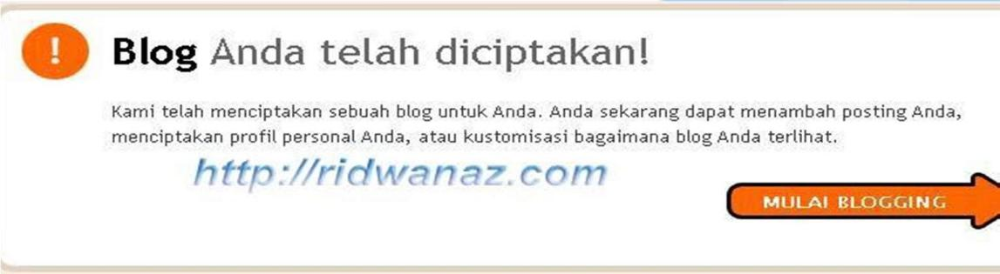 !
Blog Anda telah diciptakan!
Kami telah menciptakan sebuah blog untuk Anda. Anda sekarang dapat menambah posting Anda,
menciptakan profil personal Anda, atau kustomisasi bagaimana blog Anda terlihat.
http://ridwanaz.com
MULAI BLOGGING